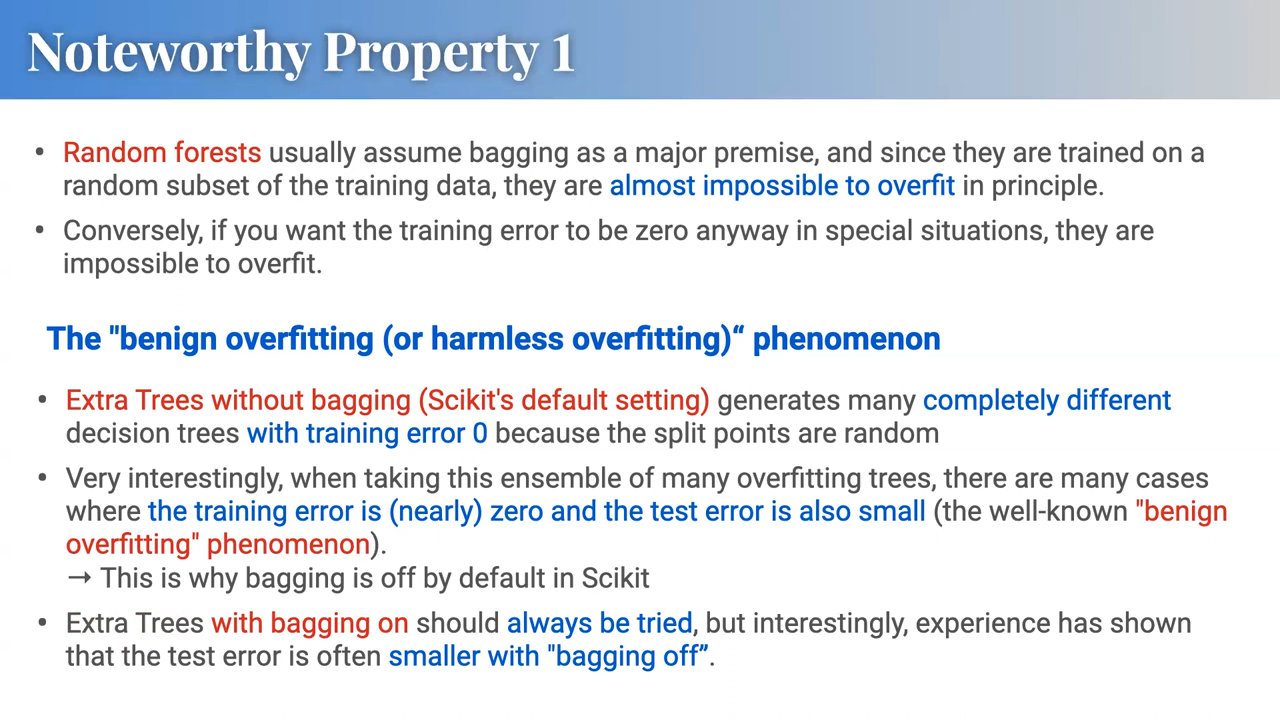 Noteworthy Property 1
• Random forests usually assume bagging as a major premise, and since they are trained on a
random subset of the training data, they are almost impossible to overfit in principle.
• Conversely, if you want the training error to be zero anyway in special situations, they are
impossible to overfit.
The "benign overfitting (or harmless overfitting)“ phenomenon
• Extra Trees without bagging (Scikit's default setting) generates many completely different
decision trees with training error 0 because the split points are random
• Very interestingly, when taking this ensemble of many overfitting trees, there are many cases
where the training error is (nearly) zero and the test error is also small (the well-known "benign
overfitting" phenomenon).
→ This is why bagging is off by default in Scikit
• Extra Trees with bagging on should always be tried, but interestingly, experience has shown
that the test error is often smaller with "bagging off”.